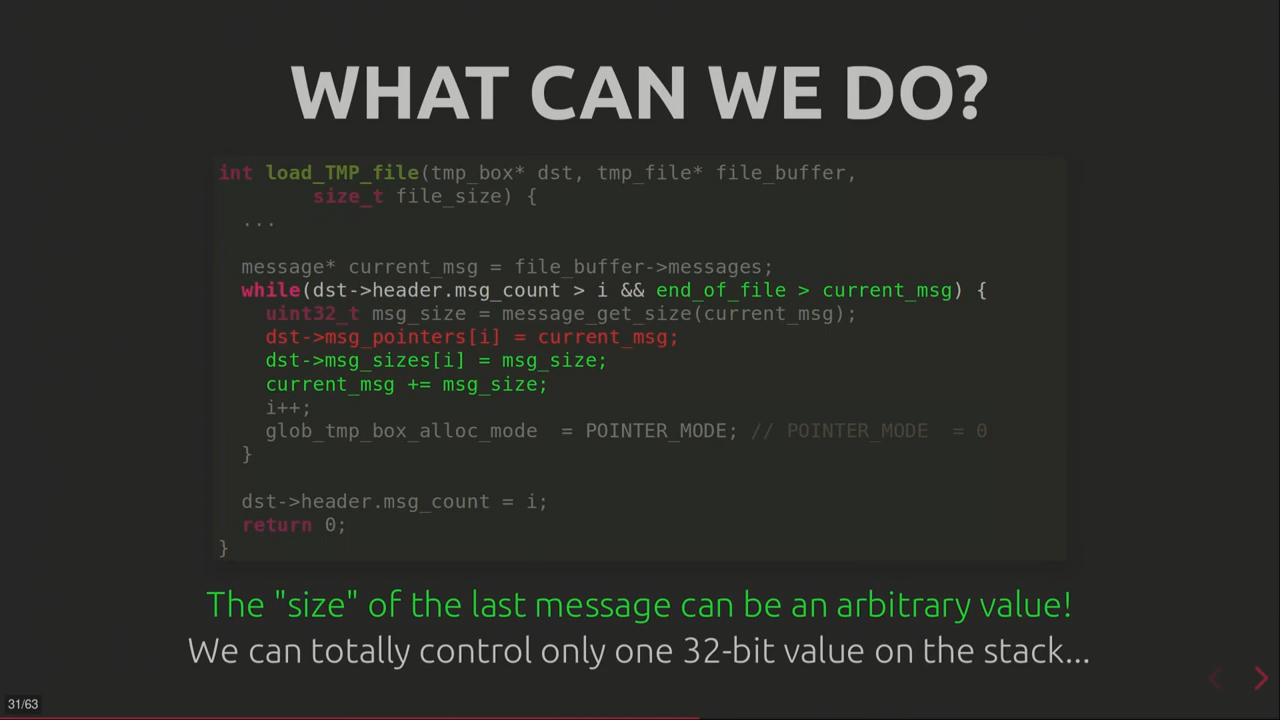 WHAT CAN WE DO?
int load_TMP_file(tmp_box* dst, tmp_file* file_buffer,
        size_t file_size) {
  ...
  message* current_msg = file_buffer->messages;
  while(dst->header.msg_count > i && end_of_file > current_msg) {
    uint32_t msg_size = message_get_size(current_msg);
    dst->msg_pointers[i] = current_msg;
    dst->msg_sizes[i] = msg_size;
    current_msg += msg_size;
    i++;
    glob_tmp_box_alloc_mode  = POINTER_MODE; // POINTER_MODE  = 0
  }
  dst->header.msg_count = i;
  return 0;
}
The "size" of the last message can be an arbitrary value!
We can totally control only one 32-bit value on the stack...
31/63